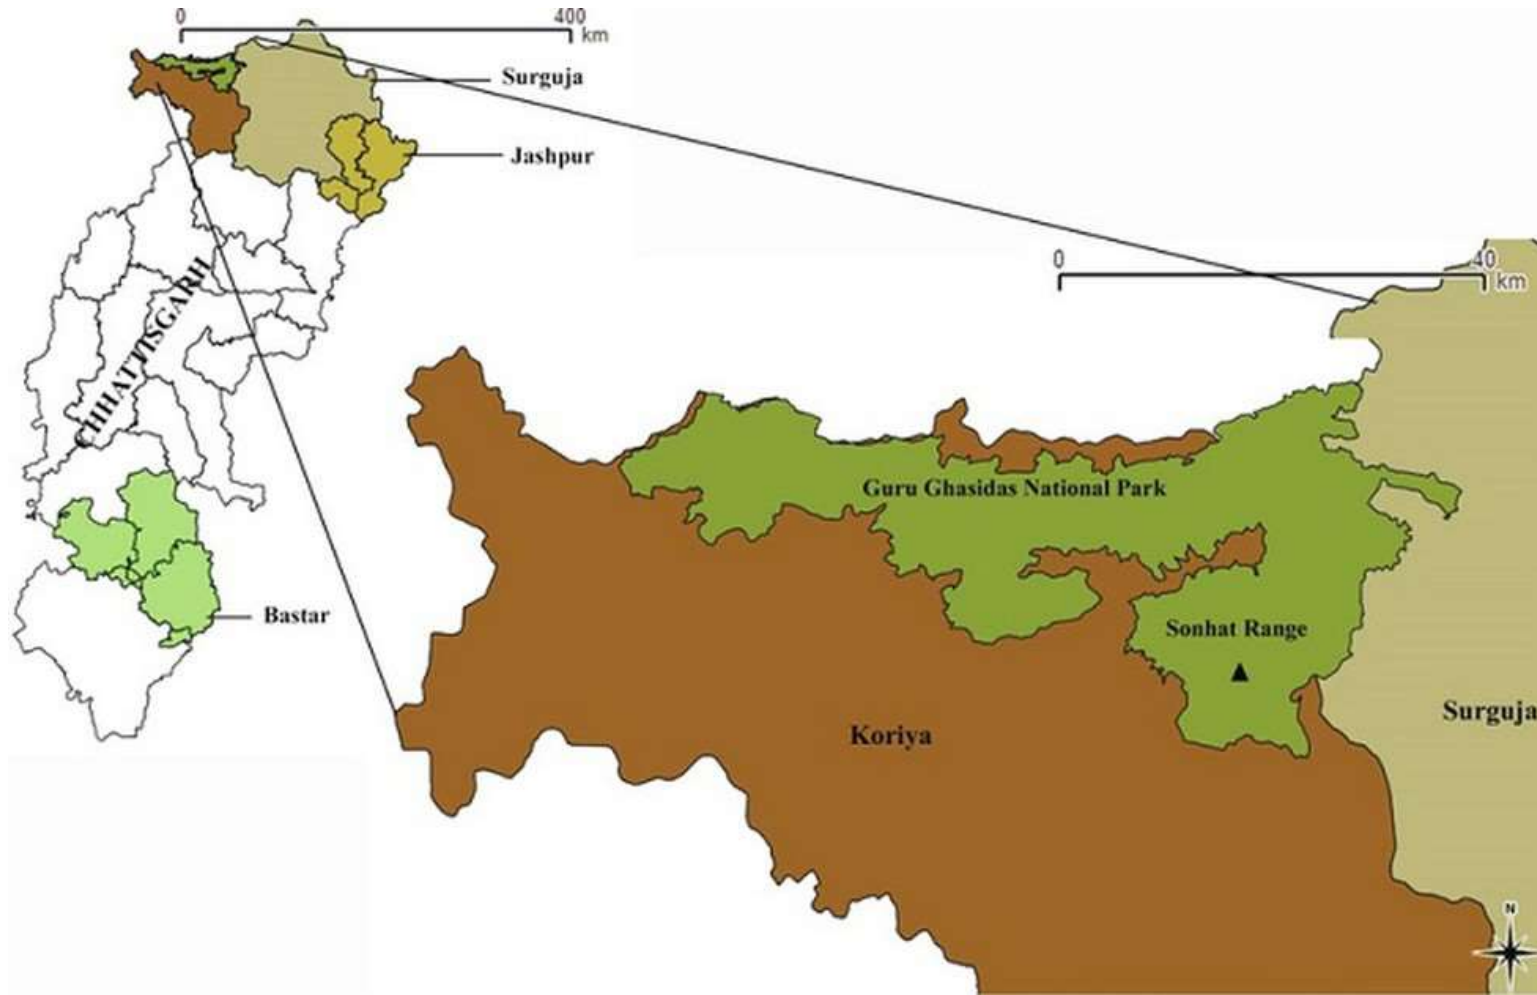 0 400
km
Surguja
Jashpur
CHHATTISGARH
0 40
km
Guru Ghasidas National Park
Sonhat Range
Bastar
Koriya
Surguja
N